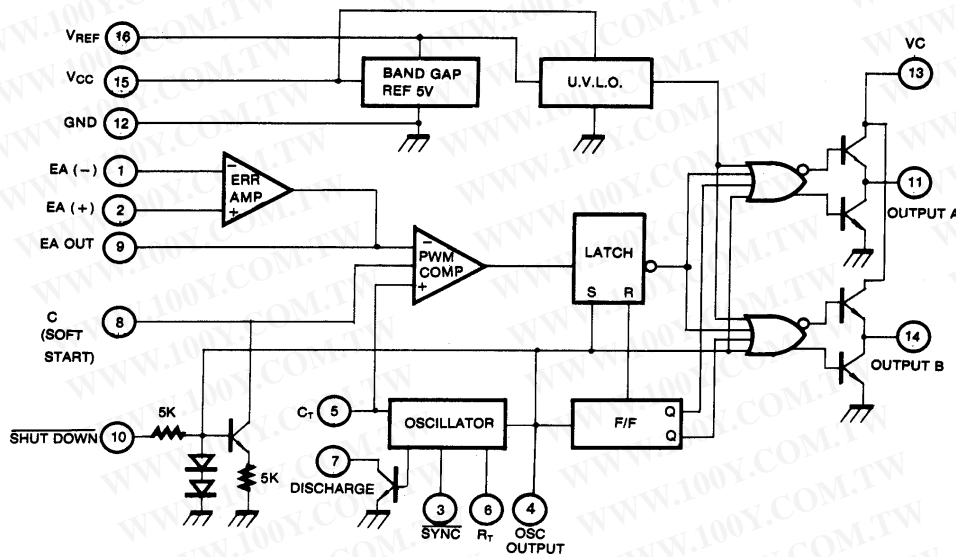 VREF 16
VCC 15
GND 12
EA (-) 1
EA (+) 2
EA OUT 9
C 8
(SOFT
START)
SHUT DOWN 10
5K
5K
BAND GAP
REF 5V
U.V.L.O.
- ERR
AMP
+
- PWM
COMP
+
LATCH
S R
CT 5
OSCILLATOR
F/F
Q
Q
7
DISCHARGE
3
SYNC
6
RT
4
OSC
OUTPUT
VC
13
11
OUTPUT A
14
OUTPUT B
WWW.100Y.COM.TW